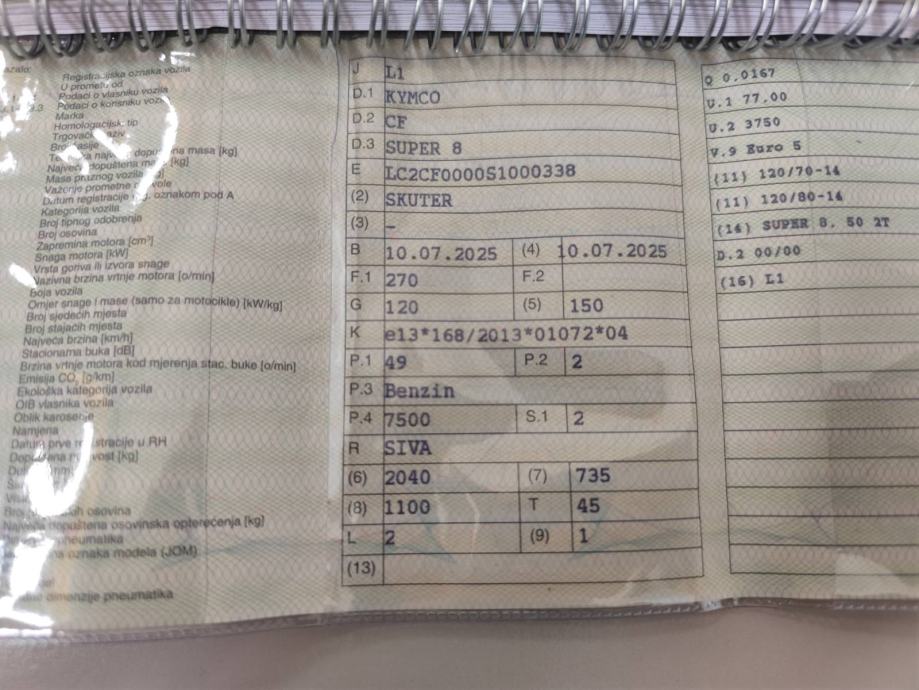 Registracijska oznaka vozila
U prometu od
Podaci o vlasniku vozila
Podaci o korisniku vozila
Marka
Homologacijski tip
Trgovački naziv
masa [kg]
[kg]
Masa praznog vozila
Važenje prometne dozvole
Datum registracije oznakom pod A
Kategorija vozila
Broj tipnog odobrenja
Broj osovina
Zapremina motora [cm³]
Snaga motora [kW]
Vrsta goriva ili izvora snage
Nazivna brzina vrtnje motora [o/min]
Boja vozila
Omjer snage i mase (samo za motocikle) [kW/kg]
Broj sjedećih mjesta
Broj stajaćih mjesta
Najveća brzina [km/h]
Stacionarna buka [dB]
Brzina vrtnje motora kod mjerenja stac. buke [o/min]
Emisija CO₂ [g/km]
Ekološka kategorija vozila
OIB vlasnika vozila
Oblik karoserije
Namjena
Datum prve registracije u RH
[kg]
osovina
Najveća dopuštena osovinska opterećenja [kg]
pneumatika
oznaka modela (JOM)
dimenzije pneumatika
J L1
D.1 KYMCO
D.2 CF
D.3 SUPER 8
E LC2CF0000S1000338
(2) SKUTER
(3) –
B 10.07.2025 (4) 10.07.2025
F.1 270 F.2
G 120 (5) 150
K e13*168/2013*01072*04
P.1 49 P.2 2
P.3 Benzin
P.4 7500 S.1 2
R SIVA
(6) 2040 (7) 735
(8) 1100 T 45
L 2 (9) 1
(13)
Q 0.0167
U.1 77,00
U.2 3750
V.9 Euro 5
(11) 120/70-14
(11) 120/80-14
(14) SUPER 8, 50 2T
D.2 00/00
(16) L1